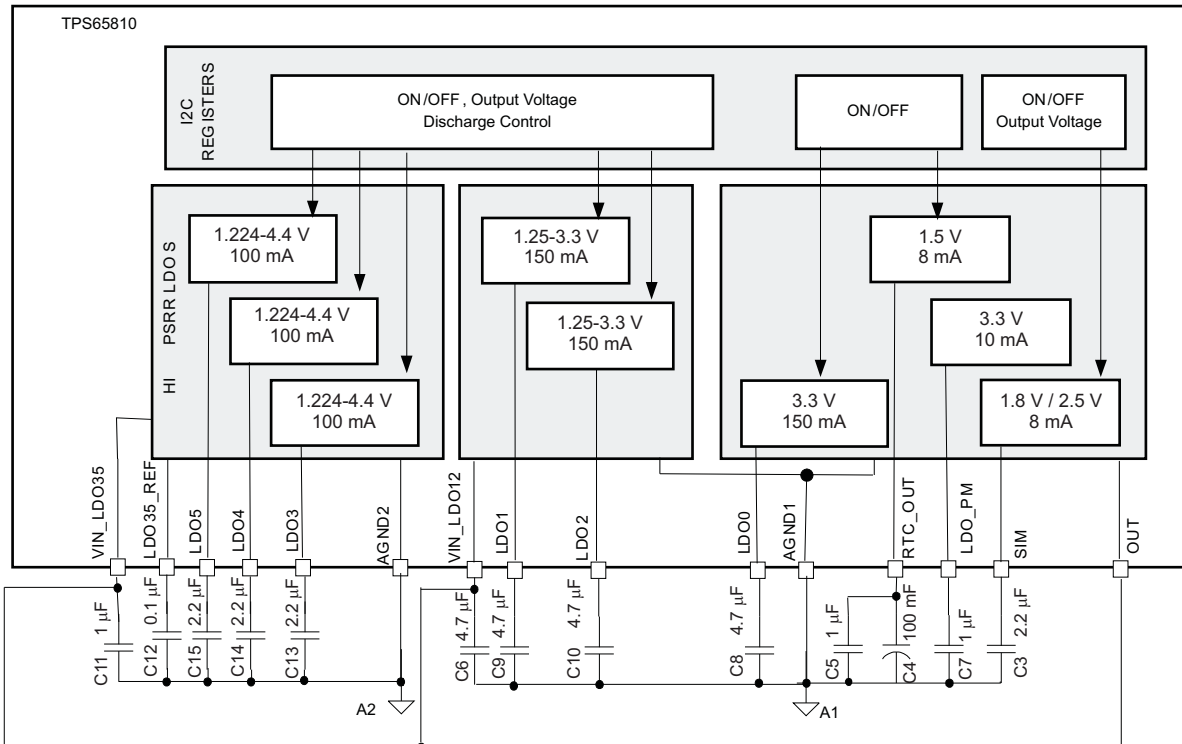 TPS65810
I2C
REGISTERS
ON/OFF , Output Voltage
Discharge Control
ON/OFF
ON/OFF
Output Voltage
HI PSRR LDO S
1.224-4.4 V
100 mA
1.224-4.4 V
100 mA
1.224-4.4 V
100 mA
1.25-3.3 V
150 mA
1.25-3.3 V
150 mA
1.5 V
8 mA
3.3 V
10 mA
3.3 V
150 mA
1.8 V / 2.5 V
8 mA
VIN_LDO35
LDO35_REF
LDO5
LDO4
LDO3
AGND2
VIN_LDO12
LDO1
LDO2
LDO0
AGND1
RTC_OUT
LDO_PM
SIM
OUT
C11 1 μF
C12 0.1 μF
C15 2.2 μF
C14 2.2 μF
C13 2.2 μF
C6 4.7 μF
C9 4.7 μF
C10 4.7 μF
C8 4.7 μF
C5 1 μF
C4 100 mF
C7 1 μF
C3 2.2 μF
A2
A1